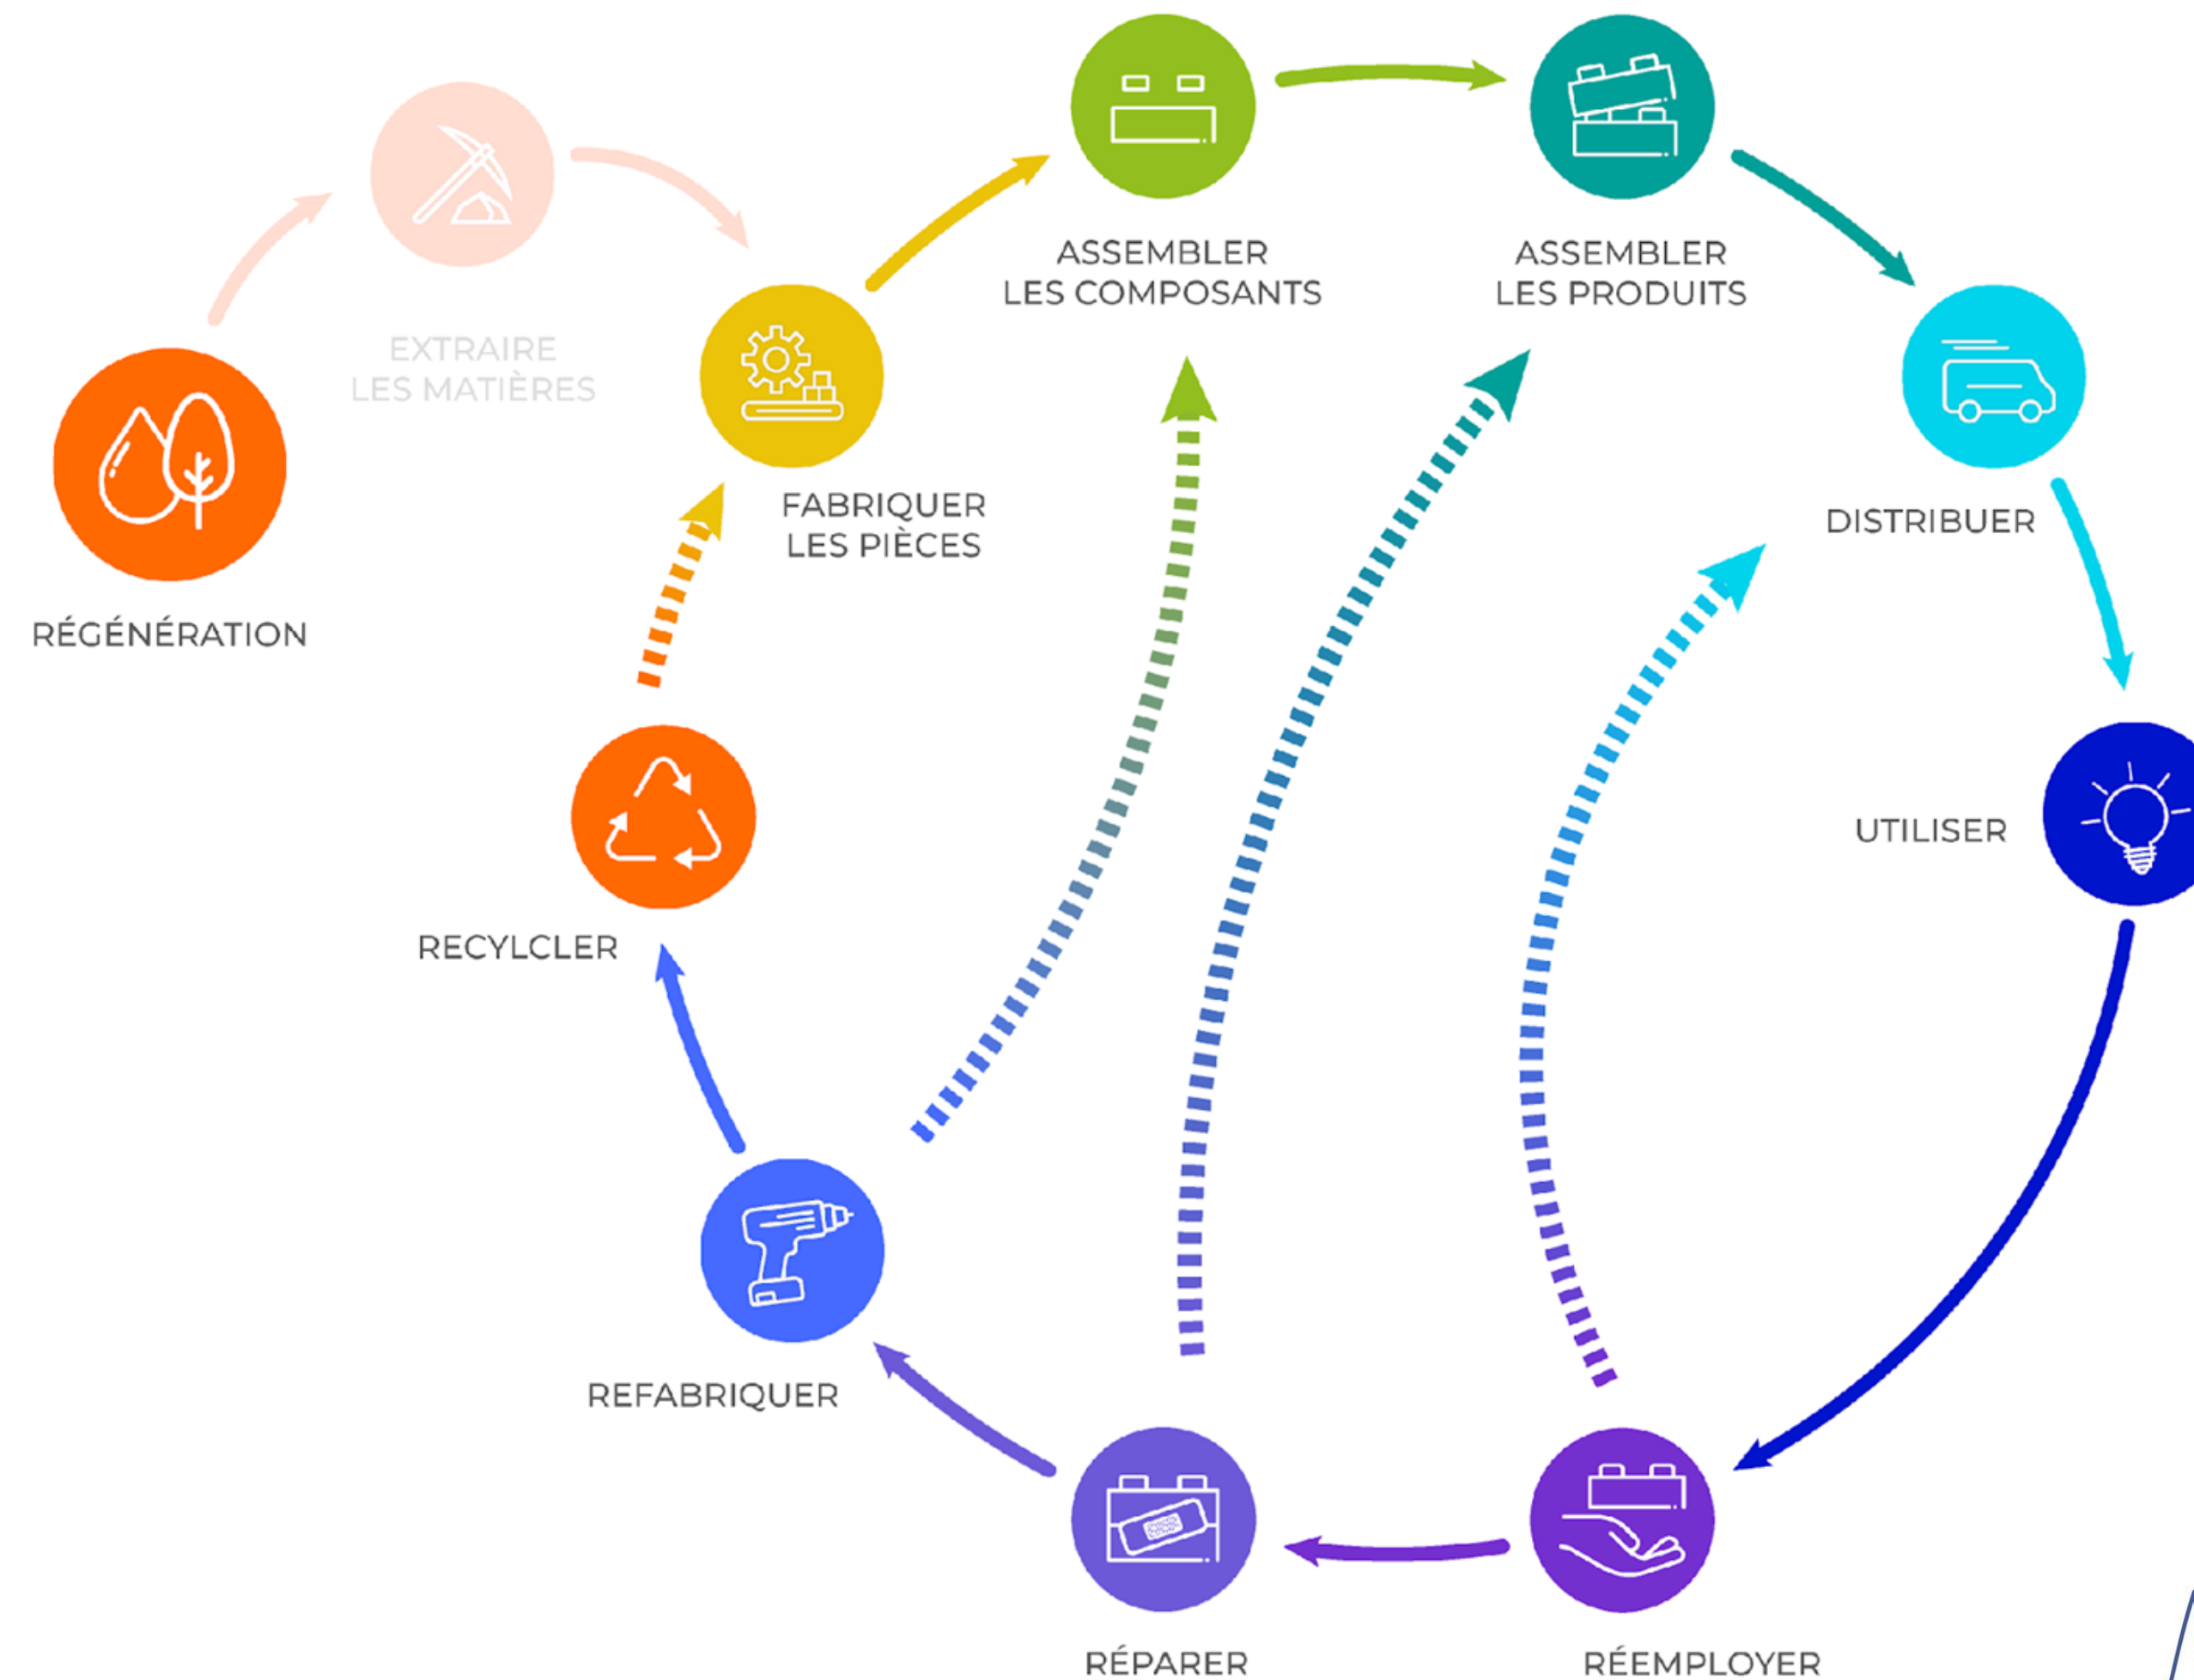 ASSEMBLER
LES COMPOSANTS
ASSEMBLER
LES PRODUITS
EXTRAIRE
LES MATIÈRES
FABRIQUER
LES PIÈCES
DISTRIBUER
RÉGÉNÉRATION
UTILISER
RECYLCLER
REFABRIQUER
RÉPARER
RÉEMPLOYER